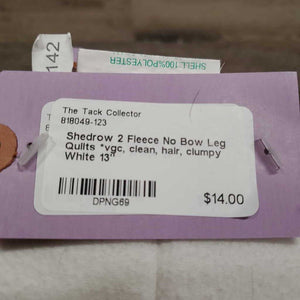 142
SHELL:100%POLYESTER
The Tack Collector
818049-123
Shedrow 2 Fleece No Bow Leg
Quilts *vgc, clean, hair, clumpy
White 13"
$14.00
DPNG69